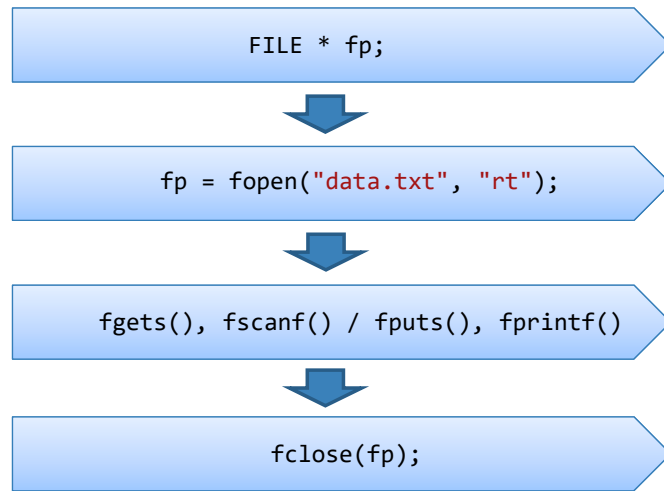 FILE * fp;
fp = fopen("data.txt", "rt");
fgets(), fscanf() / fputs(), fprintf()
fclose(fp);